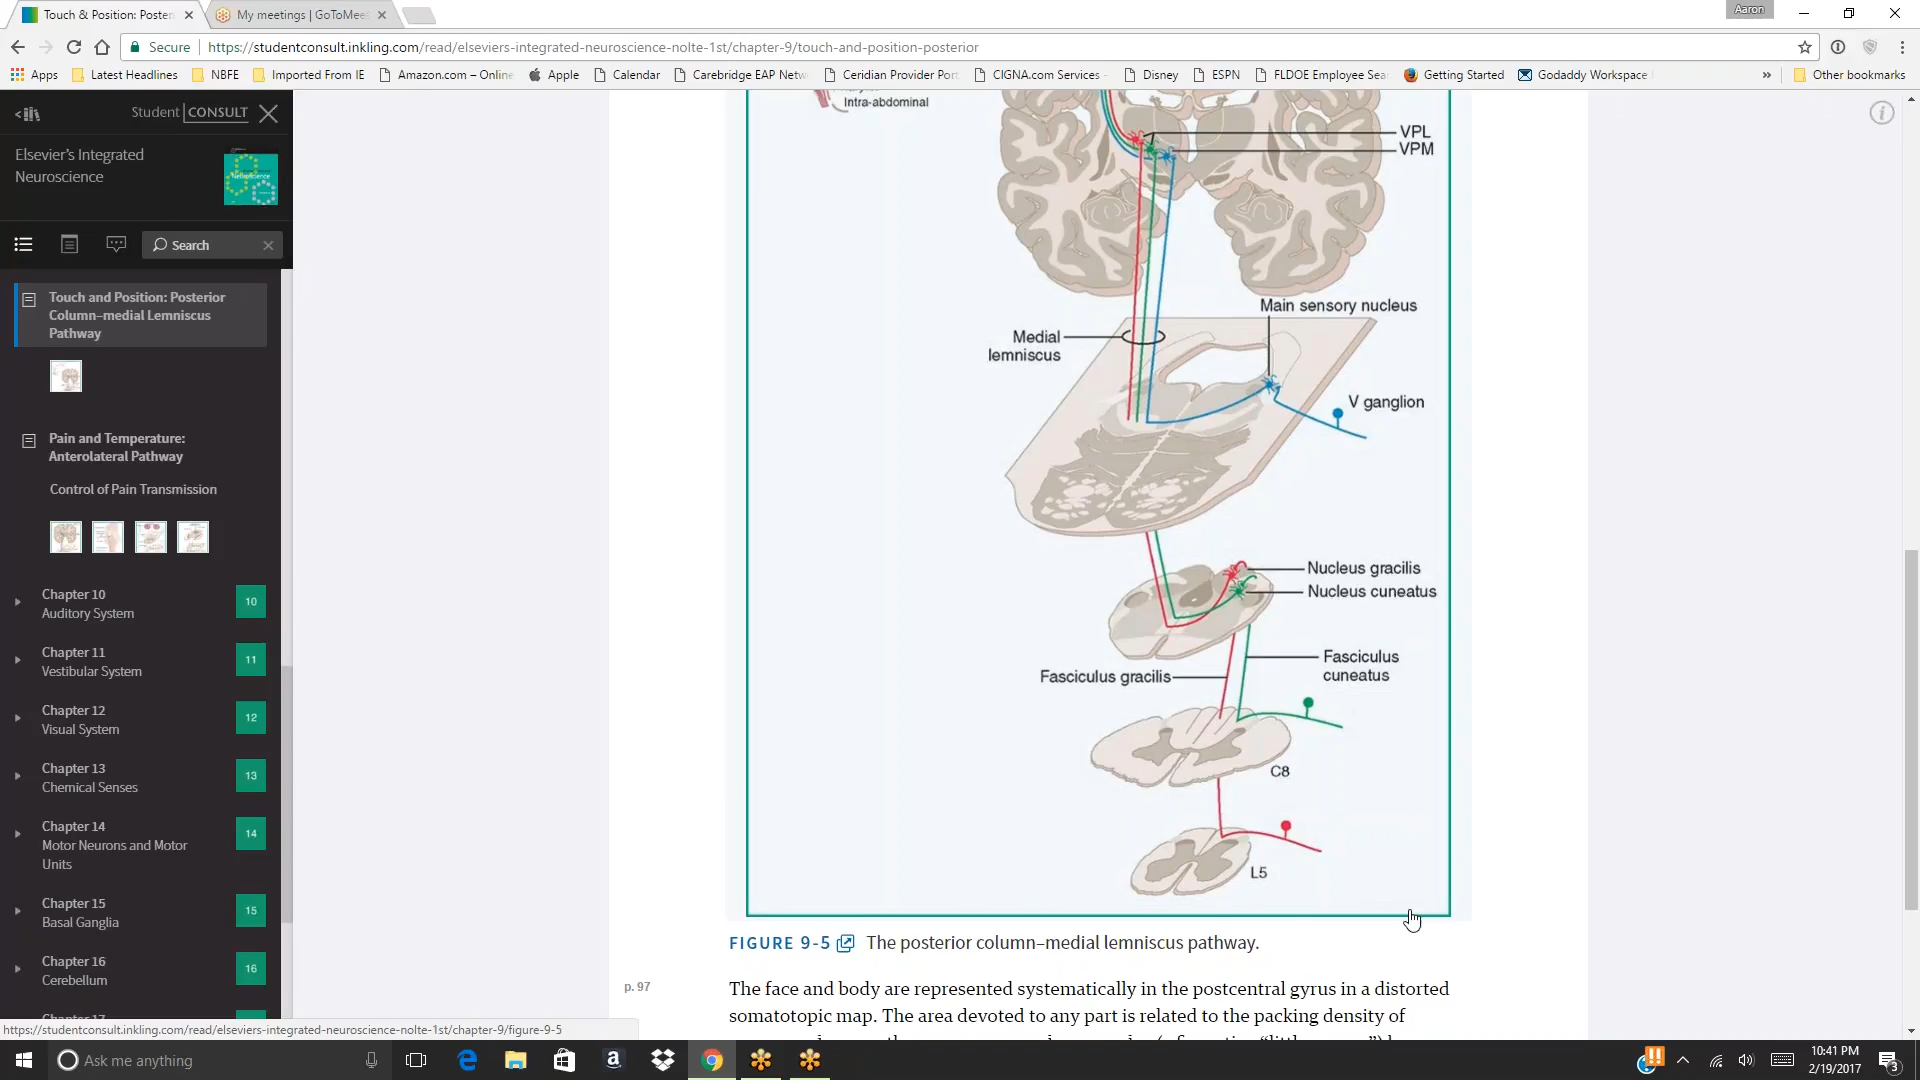 Touch & Position: Poster
My meetings | GoToMee
Aaron
Secure
https://studentconsult.inkling.com/read/elseviers-integrated-neuroscience-nolte-1st/chapter-9/touch-and-position-posterior
Apps
Latest Headlines
NBFE
Imported From IE
Amazon.com – Online
Apple
Calendar
Carebridge EAP Netw
Ceridian Provider Por
CIGNA.com Services -
Disney
ESPN
FLDOE Employee Sea
Getting Started
Godaddy Workspace
»
Other bookmarks
Student CONSULT
Elsevier’s Integrated
Neuroscience
Neuroscience
Search
Touch and Position: Posterior
Column–medial Lemniscus
Pathway
Pain and Temperature:
Anterolateral Pathway
Control of Pain Transmission
Chapter 10
Auditory System
10
Chapter 11
Vestibular System
11
Chapter 12
Visual System
12
Chapter 13
Chemical Senses
13
Chapter 14
Motor Neurons and Motor
Units
14
Chapter 15
Basal Ganglia
15
Chapter 16
Cerebellum
16
Chapter 17
Intra-abdominal
VPL
VPM
Main sensory nucleus
Medial
lemniscus
V ganglion
Nucleus gracilis
Nucleus cuneatus
Fasciculus
cuneatus
Fasciculus gracilis
C8
L5
FIGURE 9-5 The posterior column–medial lemniscus pathway.
p. 97
The face and body are represented systematically in the postcentral gyrus in a distorted
somatotopic map. The area devoted to any part is related to the packing density of
https://studentconsult.inkling.com/read/elseviers-integrated-neuroscience-nolte-1st/chapter-9/figure-9-5
Ask me anything
10:41 PM
2/19/2017
3